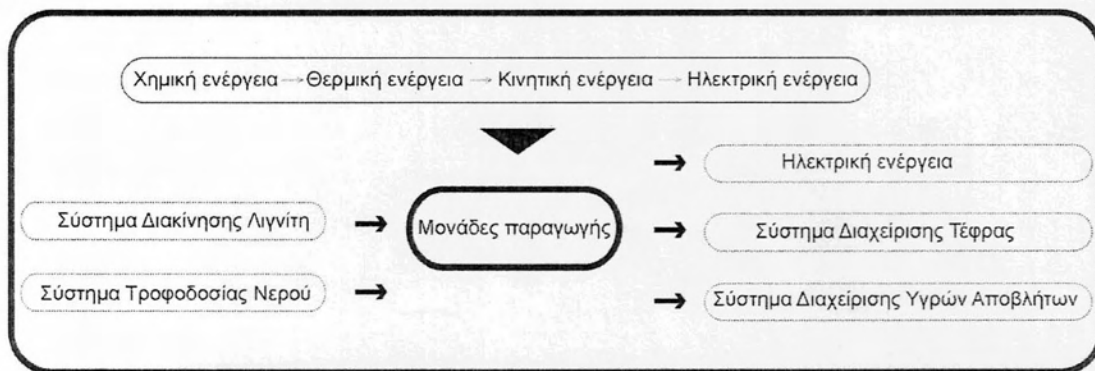 Χημική ενέργεια → Θερμική ενέργεια → Κινητική ενέργεια → Ηλεκτρική ενέργεια
Ηλεκτρική ενέργεια
Σύστημα Διακίνησης Λιγνίτη
Μονάδες παραγωγής
Σύστημα Διαχείρισης Τέφρας
Σύστημα Τροφοδοσίας Νερού
Σύστημα Διαχείρισης Υγρών Αποβλήτων